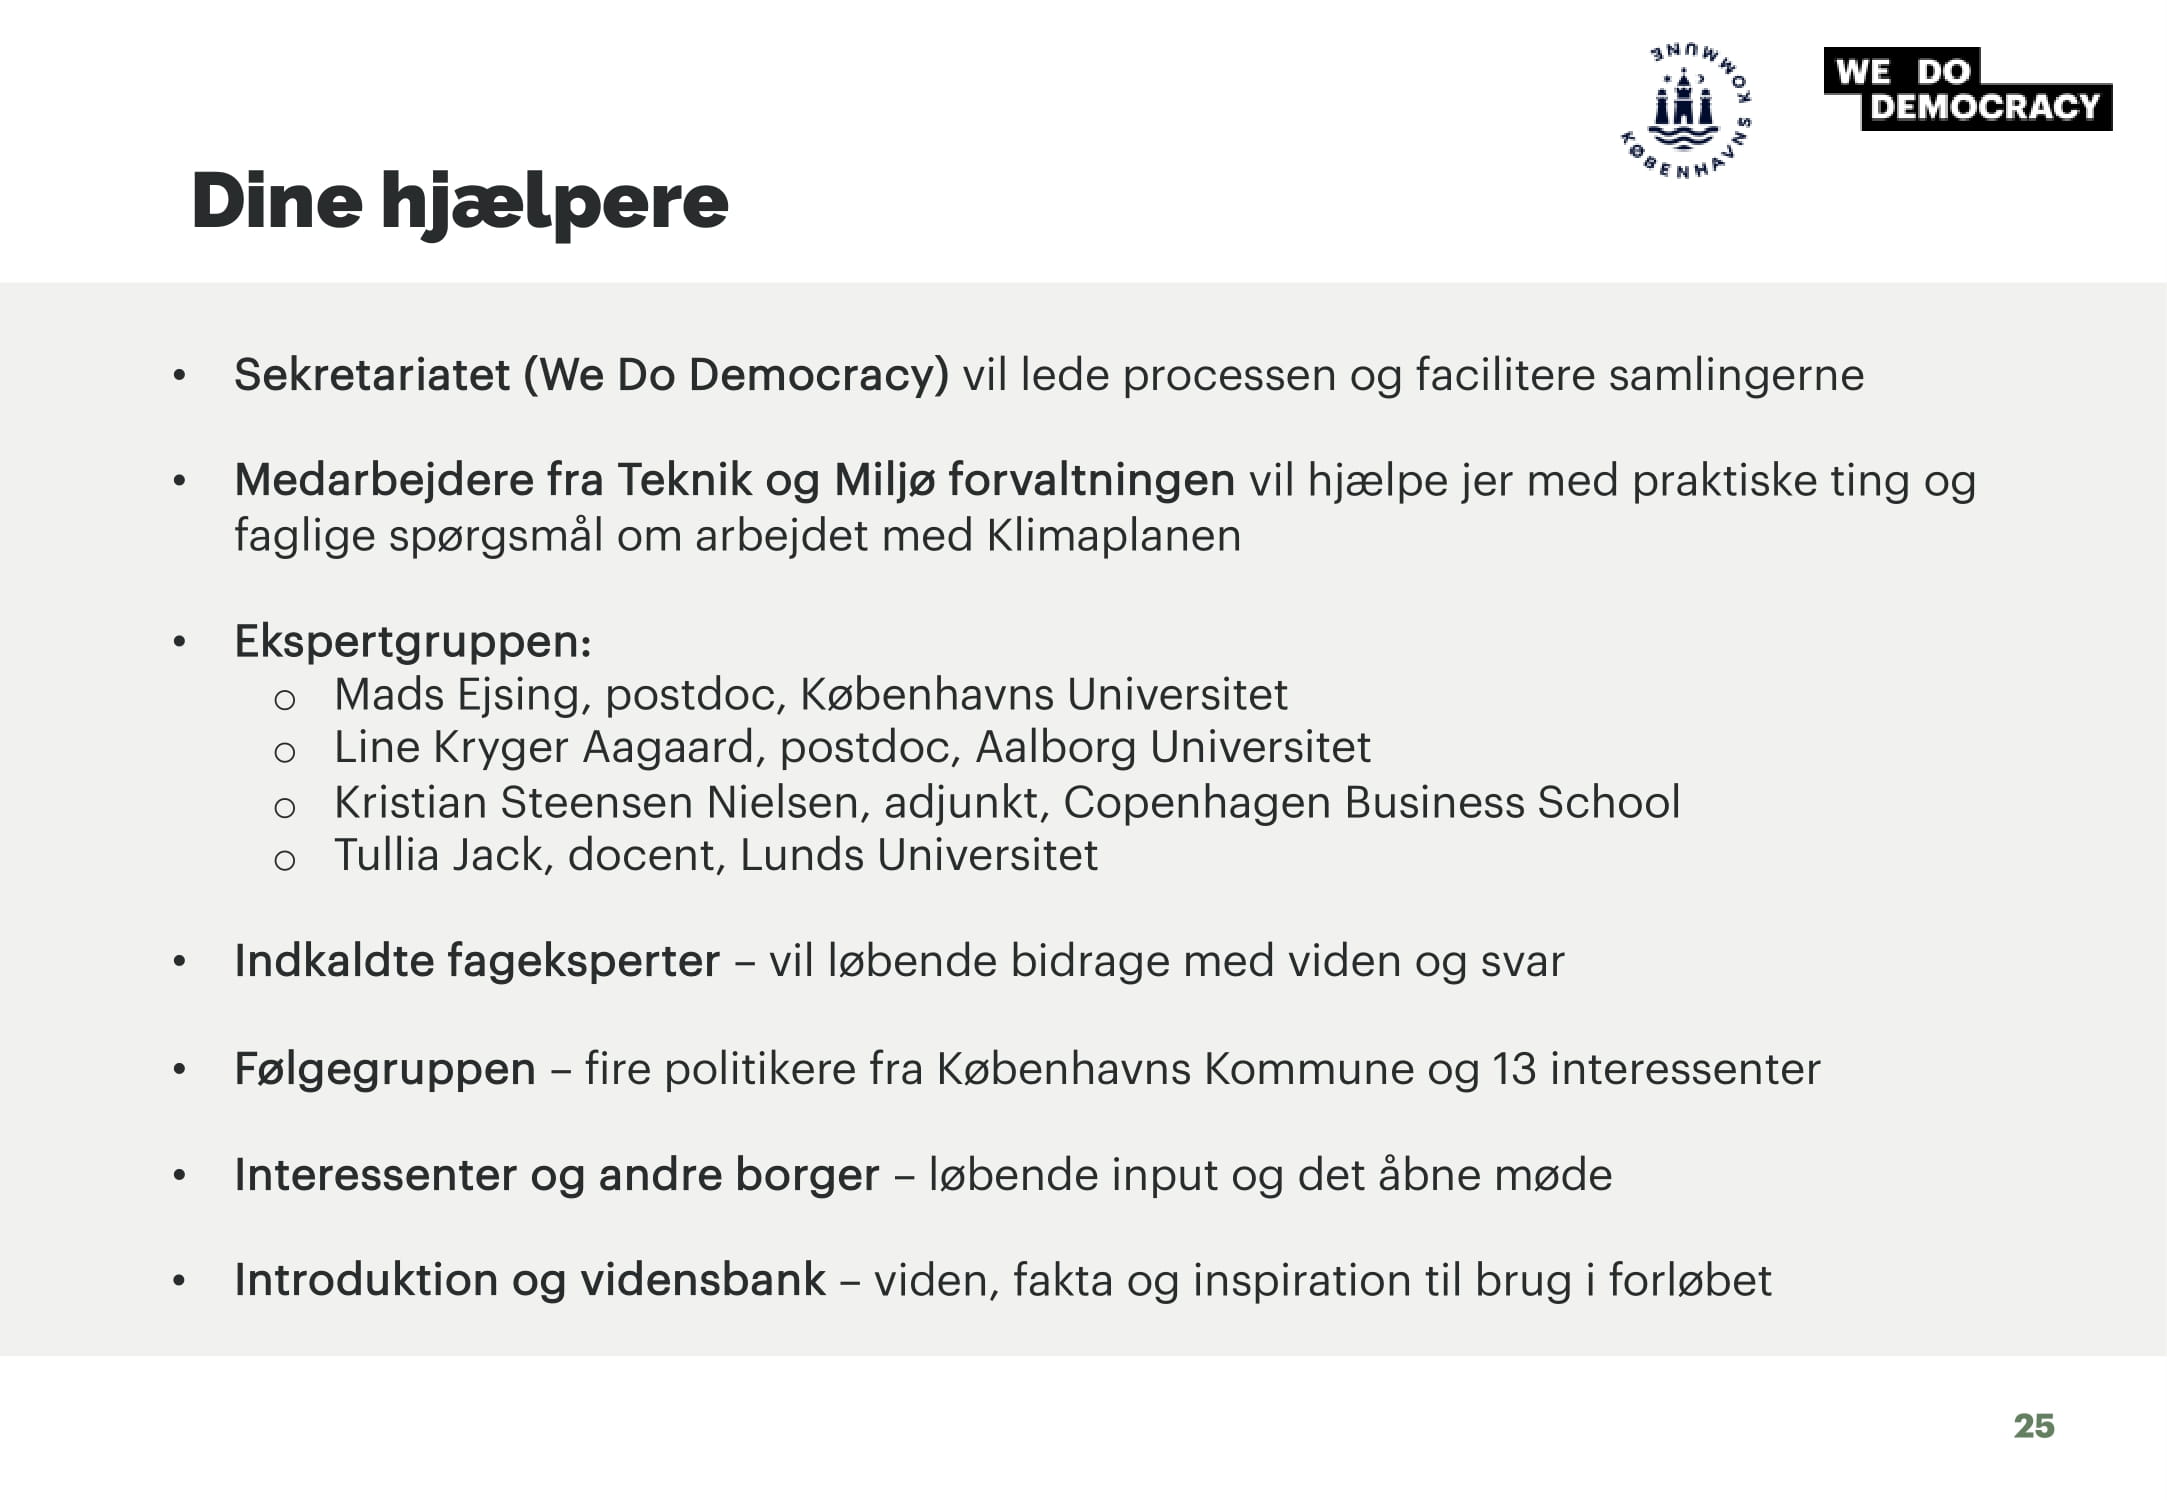 KØBENHAVNS KOMMUNE
WE DO
DEMOCRACY
Dine hjælpere
• Sekretariatet (We Do Democracy) vil lede processen og facilitere samlingerne
• Medarbejdere fra Teknik og Miljø forvaltningen vil hjælpe jer med praktiske ting og
faglige spørgsmål om arbejdet med Klimaplanen
• Ekspertgruppen:
o Mads Ejsing, postdoc, Københavns Universitet
o Line Kryger Aagaard, postdoc, Aalborg Universitet
o Kristian Steensen Nielsen, adjunkt, Copenhagen Business School
o Tullia Jack, docent, Lunds Universitet
• Indkaldte fageksperter – vil løbende bidrage med viden og svar
• Følgegruppen – fire politikere fra Københavns Kommune og 13 interessenter
• Interessenter og andre borger – løbende input og det åbne møde
• Introduktion og vidensbank – viden, fakta og inspiration til brug i forløbet
25